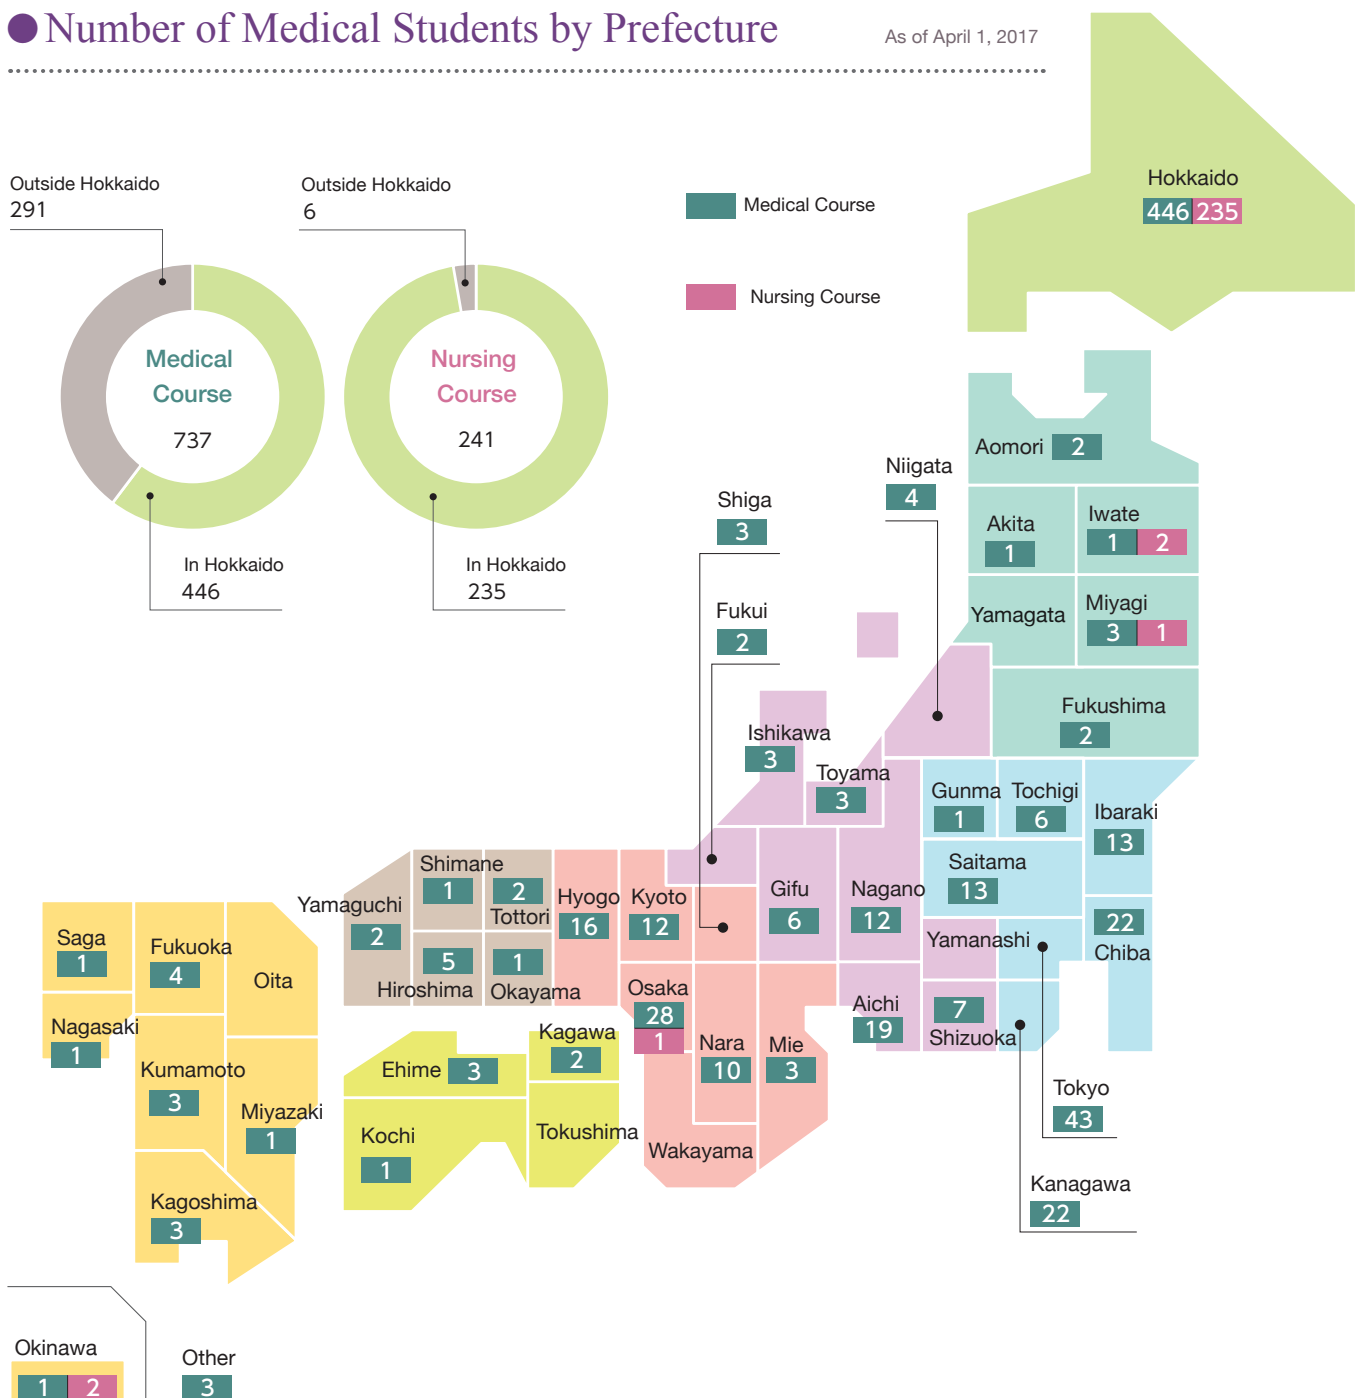 Number of Medical Students by Prefecture
As of April 1, 2017
Outside Hokkaido
291
Outside Hokkaido
6
Medical Course
Nursing Course
Hokkaido
446 235
Medical
Course
737
Nursing
Course
241
In Hokkaido
446
In Hokkaido
235
Aomori 2
Niigata
4
Shiga
3
Akita
1
Iwate
1 2
Fukui
2
Yamagata
Miyagi
3 1
Fukushima
2
Ishikawa
3
Toyama
3
Gunma
1
Tochigi
6
Ibaraki
13
Saitama
13
Shimane
1
2
Tottori
Hyogo
16
Kyoto
12
Gifu
6
Nagano
12
Yamaguchi
2
22
Chiba
Yamanashi
Saga
1
Fukuoka
4
Oita
5
Hiroshima
1
Okayama
Osaka
28
1
Aichi
19
7
Shizuoka
Nagasaki
1
Kagawa
2
Nara
10
Mie
3
Ehime 3
Kumamoto
3
Miyazaki
1
Tokyo
43
Kochi
1
Tokushima
Wakayama
Kanagawa
22
Kagoshima
3
Okinawa
1 2
Other
3